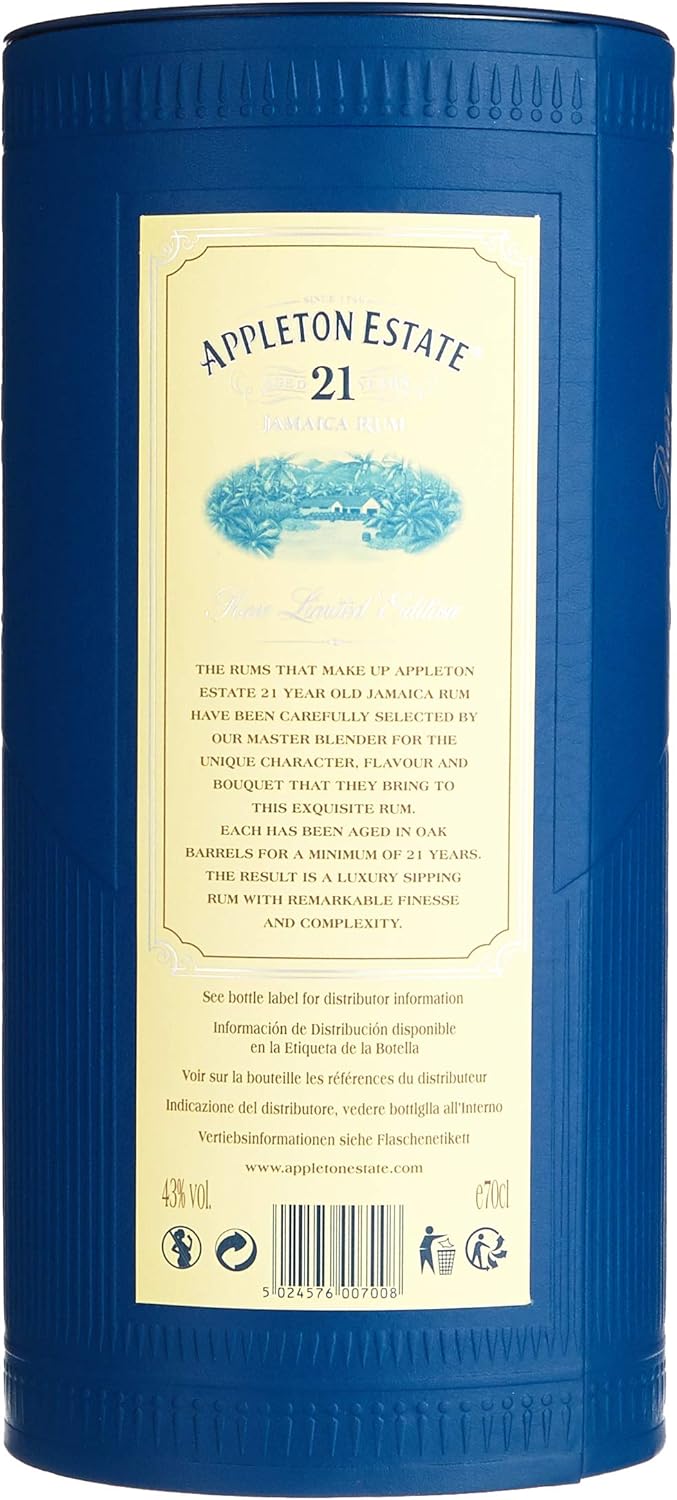 SINCE 1749
APPLETON ESTATE®
AGED 21 YEARS
JAMAICA RUM
Rare Limited Edition
THE RUMS THAT MAKE UP APPLETON
ESTATE 21 YEAR OLD JAMAICA RUM
HAVE BEEN CAREFULLY SELECTED BY
OUR MASTER BLENDER FOR THE
UNIQUE CHARACTER, FLAVOUR AND
BOUQUET THAT THEY BRING TO
THIS EXQUISITE RUM.
EACH HAS BEEN AGED IN OAK
BARRELS FOR A MINIMUM OF 21 YEARS.
THE RESULT IS A LUXURY SIPPING
RUM WITH REMARKABLE FINESSE
AND COMPLEXITY.
See bottle label for distributor information
Información de Distribución disponible
en la Etiqueta de la Botella
Voir sur la bouteille les références du distributeur
Indicazione del distributore, vedere bottiglla all'Interno
Vertiebsinformationen siehe Flaschenetikett
www.appletonestate.com
43% vol. e70cl
5 024576 007008